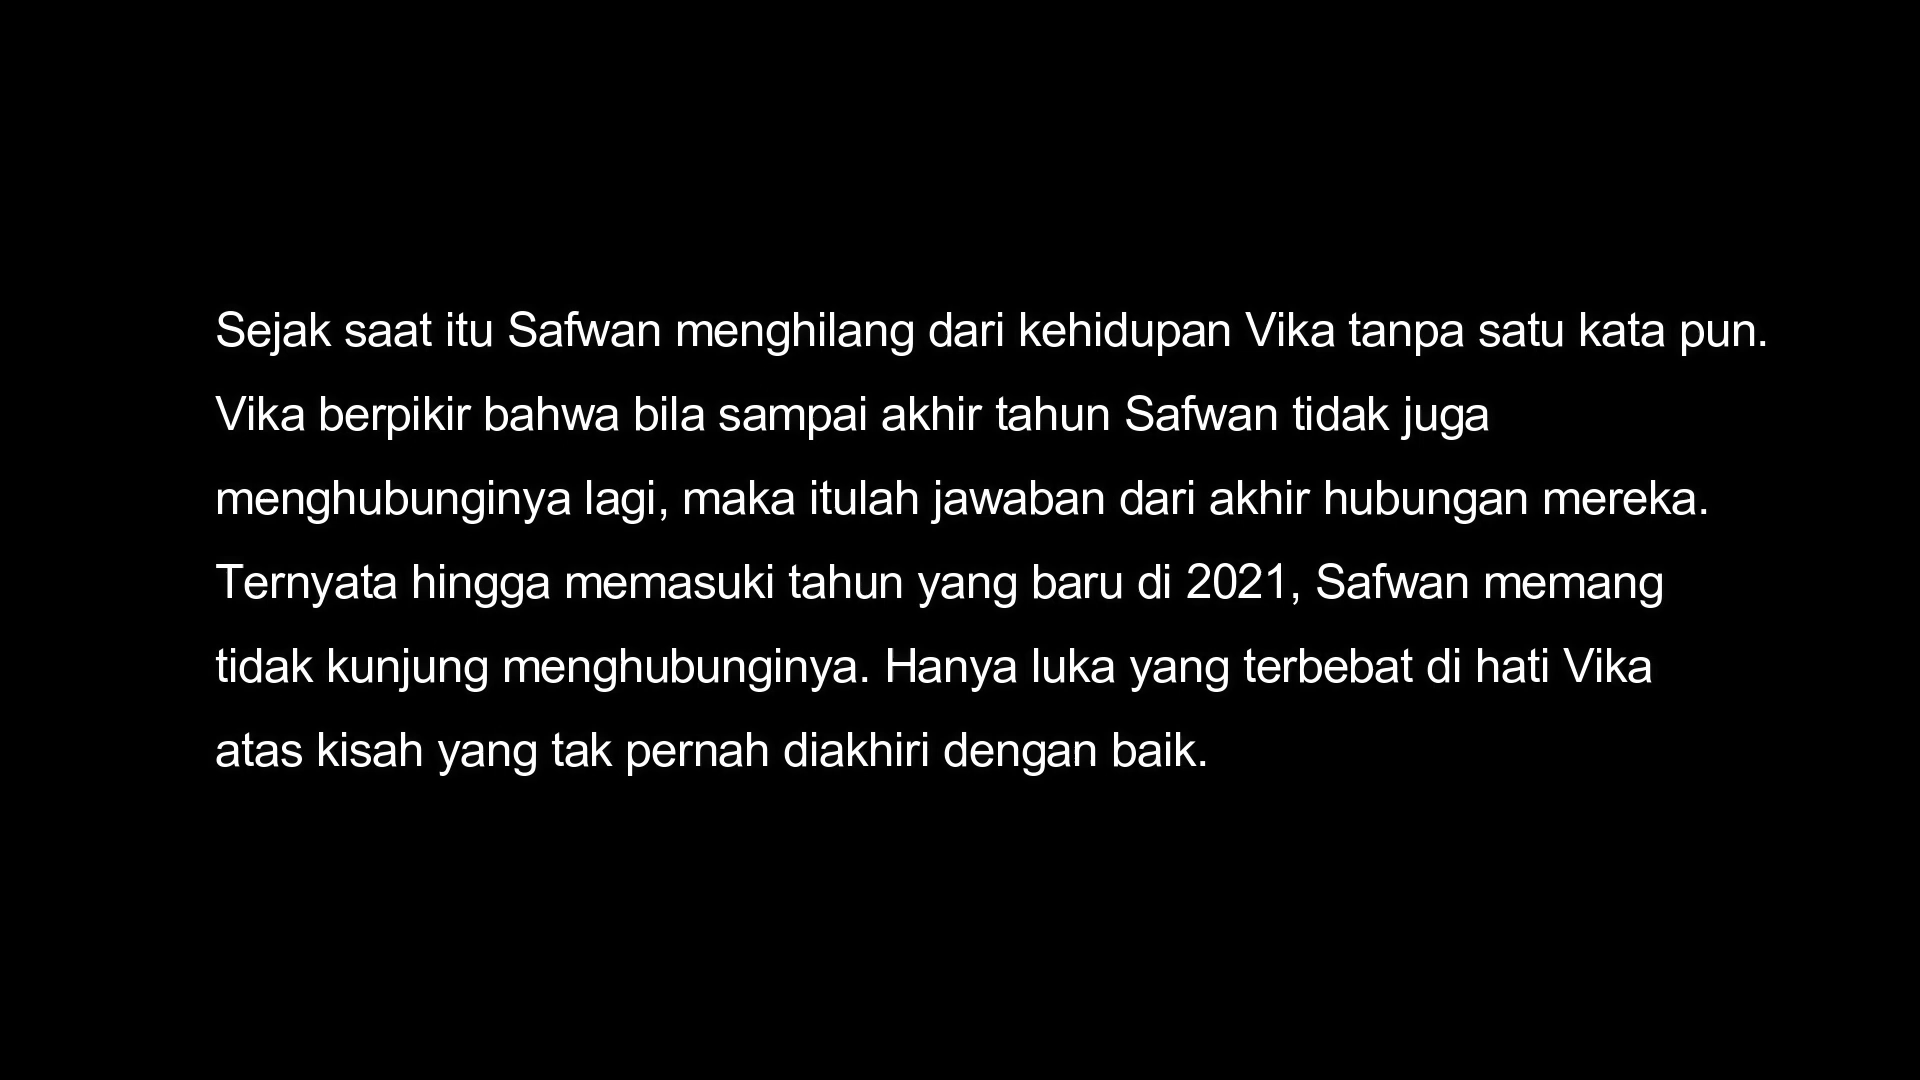 Sejak saat itu Safwan menghilang dari kehidupan Vika tanpa satu kata pun.
Vika berpikir bahwa bila sampai akhir tahun Safwan tidak juga
menghubunginya lagi, maka itulah jawaban dari akhir hubungan mereka.
Ternyata hingga memasuki tahun yang baru di 2021, Safwan memang
tidak kunjung menghubunginya. Hanya luka yang terbebat di hati Vika
atas kisah yang tak pernah diakhiri dengan baik.